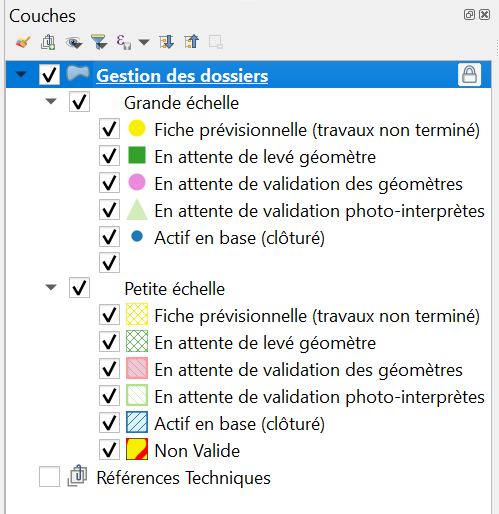 Couches
Gestion des dossiers
Grande échelle
Fiche prévisionnelle (travaux non terminé)
En attente de levé géomètre
En attente de validation des géomètres
En attente de validation photo-interprètes
Actif en base (clôturé)
Petite échelle
Fiche prévisionnelle (travaux non terminé)
En attente de levé géomètre
En attente de validation des géomètres
En attente de validation photo-interprètes
Actif en base (clôturé)
Non Valide
Références Techniques